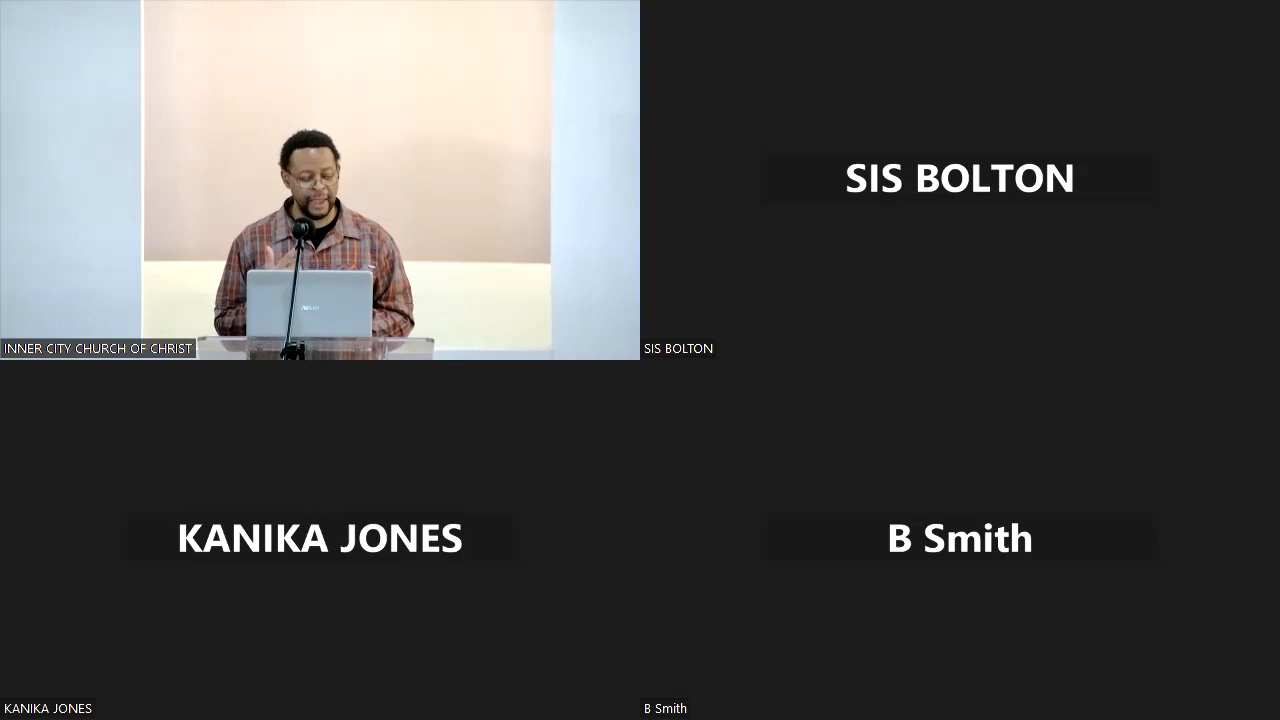 INNER CITY CHURCH OF CHRIST
SIS BOLTON
SIS BOLTON
KANIKA JONES
KANIKA JONES
B Smith
B Smith